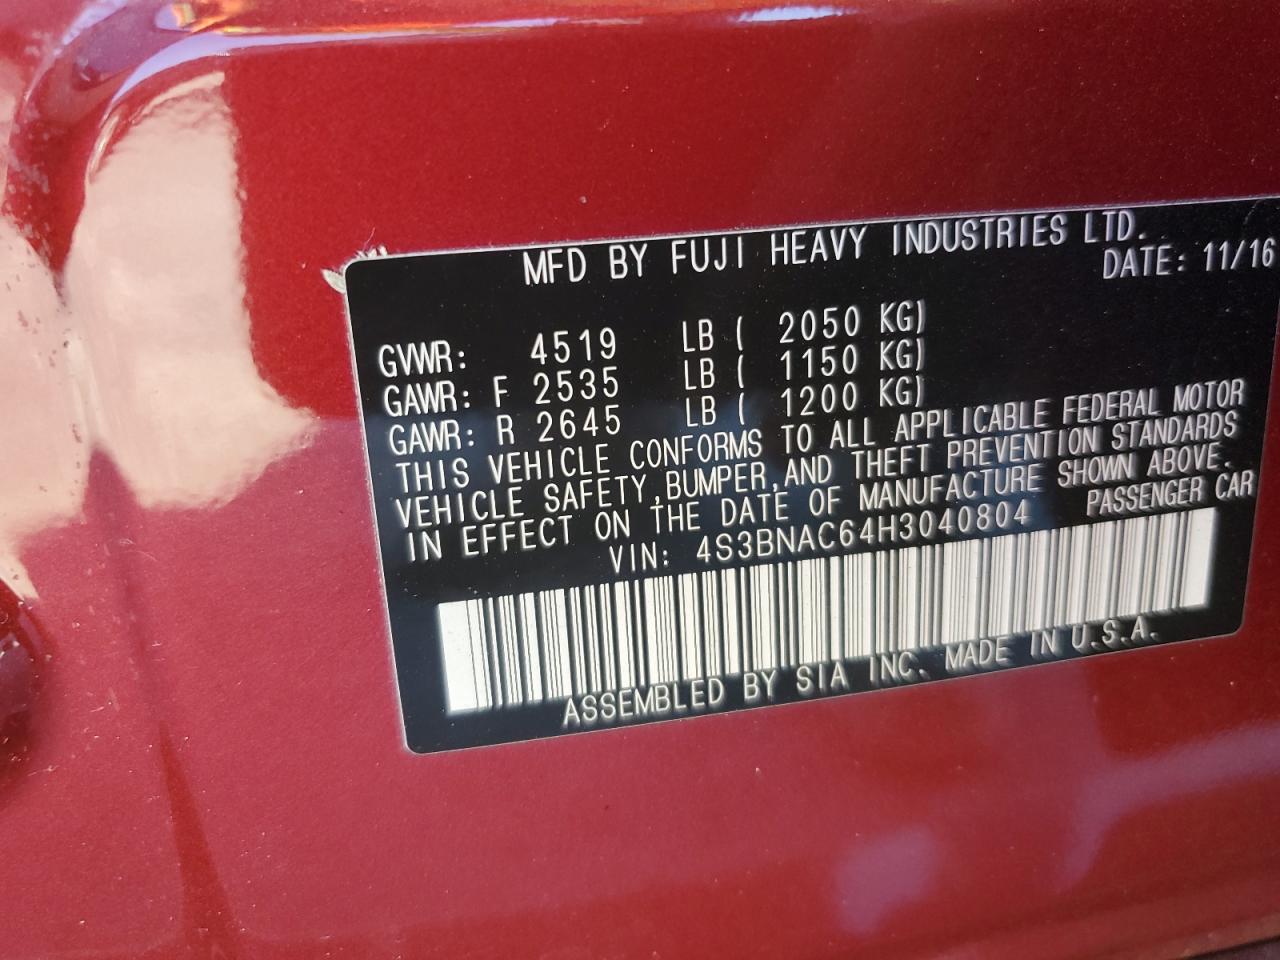 MFD BY FUJI HEAVY INDUSTRIES LTD.
DATE: 11/16
GVWR: 4519 LB ( 2050 KG)
GAWR: F 2535 LB ( 1150 KG)
GAWR: R 2645 LB ( 1200 KG)
THIS VEHICLE CONFORMS TO ALL APPLICABLE FEDERAL MOTOR
VEHICLE SAFETY,BUMPER,AND THEFT PREVENTION STANDARDS
IN EFFECT ON THE DATE OF MANUFACTURE SHOWN ABOVE.
VIN: 4S3BNAC64H3040804 PASSENGER CAR
ASSEMBLED BY SIA INC. MADE IN U.S.A.